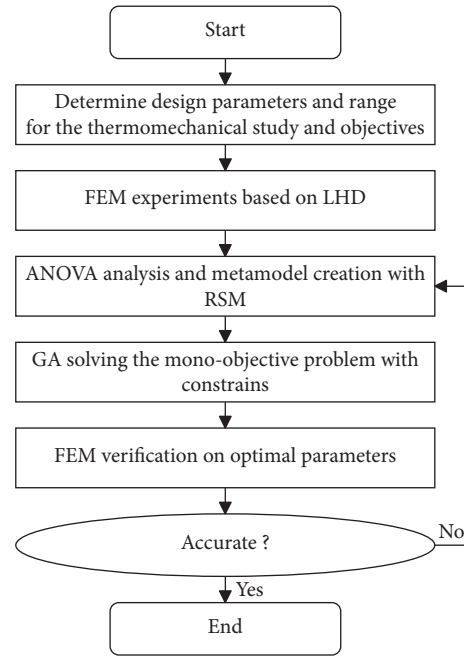 Start
Determine design parameters and range
for the thermomechanical study and objectives
FEM experiments based on LHD
ANOVA analysis and metamodel creation with
RSM
GA solving the mono-objective problem with
constrains
FEM verification on optimal parameters
Accurate ?
No
Yes
End